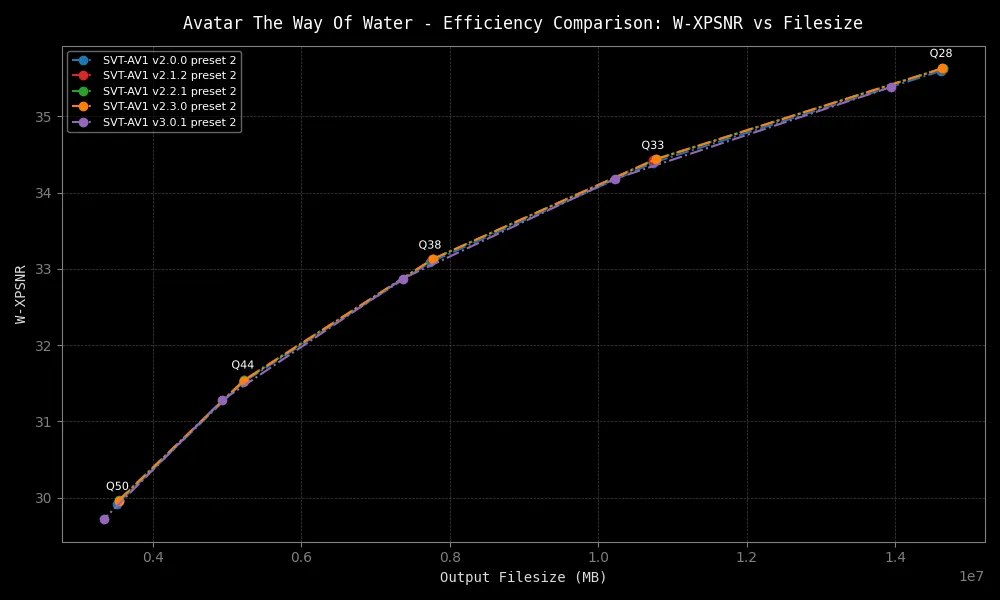 Avatar The Way Of Water - Efficiency Comparison: W-XPSNR vs Filesize
SVT-AV1 v2.0.0 preset 2
SVT-AV1 v2.1.2 preset 2
SVT-AV1 v2.2.1 preset 2
SVT-AV1 v2.3.0 preset 2
SVT-AV1 v3.0.1 preset 2
Q28
Q33
Q38
Q44
Q50
35
34
33
32
31
30
W-XPSNR
0.4 0.6 0.8 1.0 1.2 1.4
1e7
Output Filesize (MB)